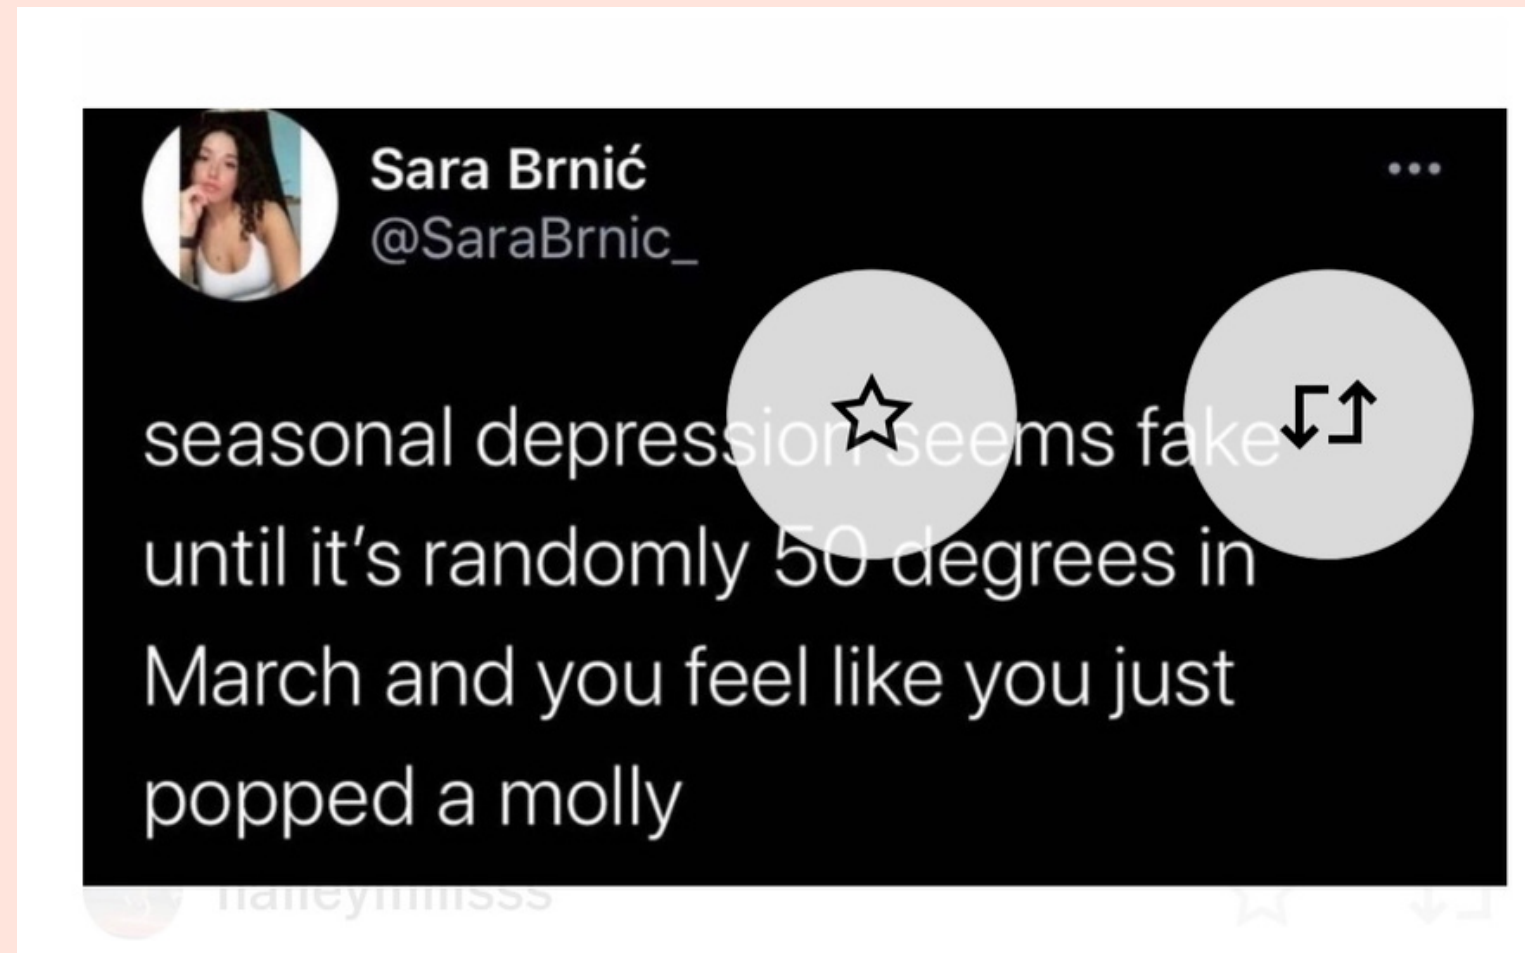 Sara Brnić
@SaraBrnic_
seasonal depression seems fake
until it’s randomly 50 degrees in
March and you feel like you just
popped a molly